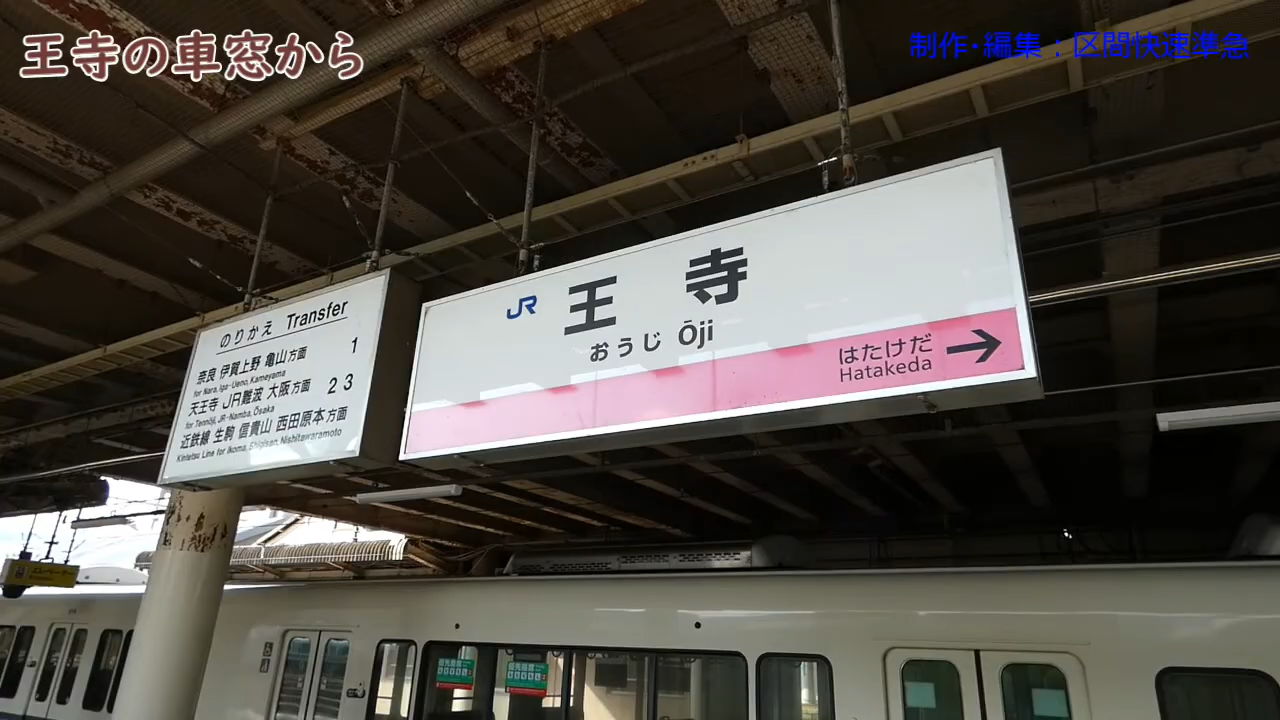 王寺の車窓から
制作・編集：区間快速準急
のりかえ Transfer
奈良 伊賀上野 亀山方面 1
for Nara, Iga-Ueno, Kameyama
天王寺 JR難波 大阪方面 2 3
for Tennōji, JR-Namba, Ōsaka
近鉄線 生駒 信貴山 西田原本方面
Kintetsu Line for Ikoma, Shigisan, Nishitawaramoto
JR 王寺
おうじ Ōji
はたけだ →
Hatakeda